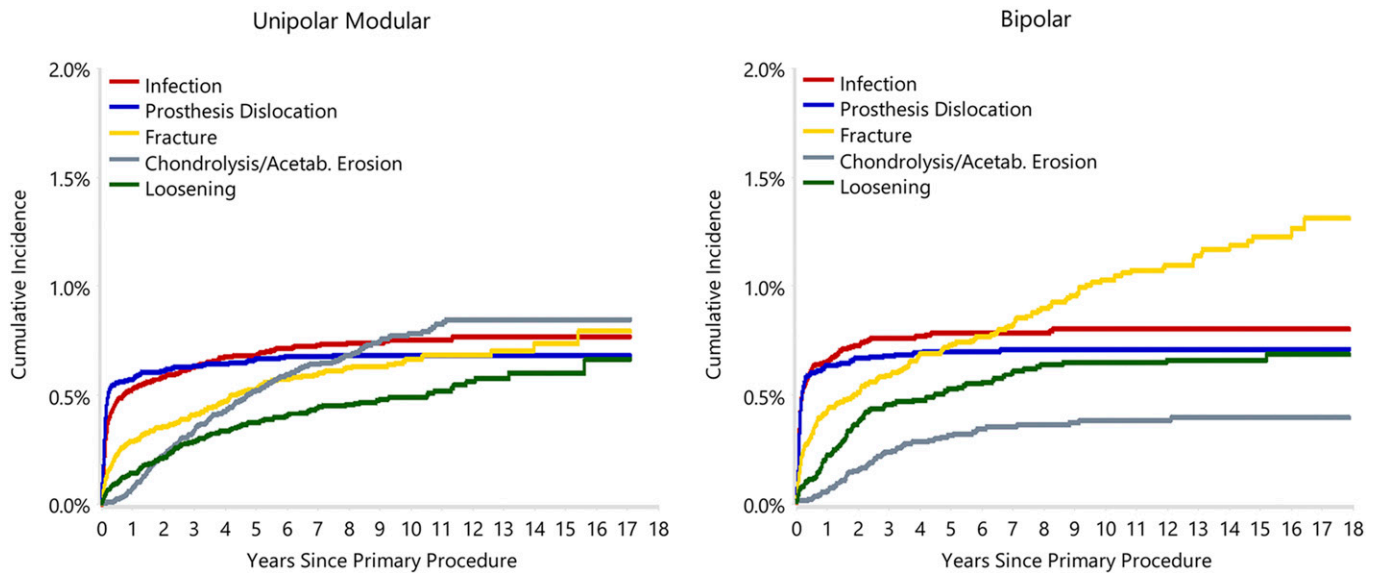 Unipolar Modular
2.0%
1.5%
1.0%
0.5%
0.0%
Cumulative Incidence
Infection
Prosthesis Dislocation
Fracture
Chondrolysis/Acetab. Erosion
Loosening
0 1 2 3 4 5 6 7 8 9 10 11 12 13 14 15 16 17 18
Years Since Primary Procedure
Bipolar
2.0%
1.5%
1.0%
0.5%
0.0%
Cumulative Incidence
Infection
Prosthesis Dislocation
Fracture
Chondrolysis/Acetab. Erosion
Loosening
0 1 2 3 4 5 6 7 8 9 10 11 12 13 14 15 16 17 18
Years Since Primary Procedure